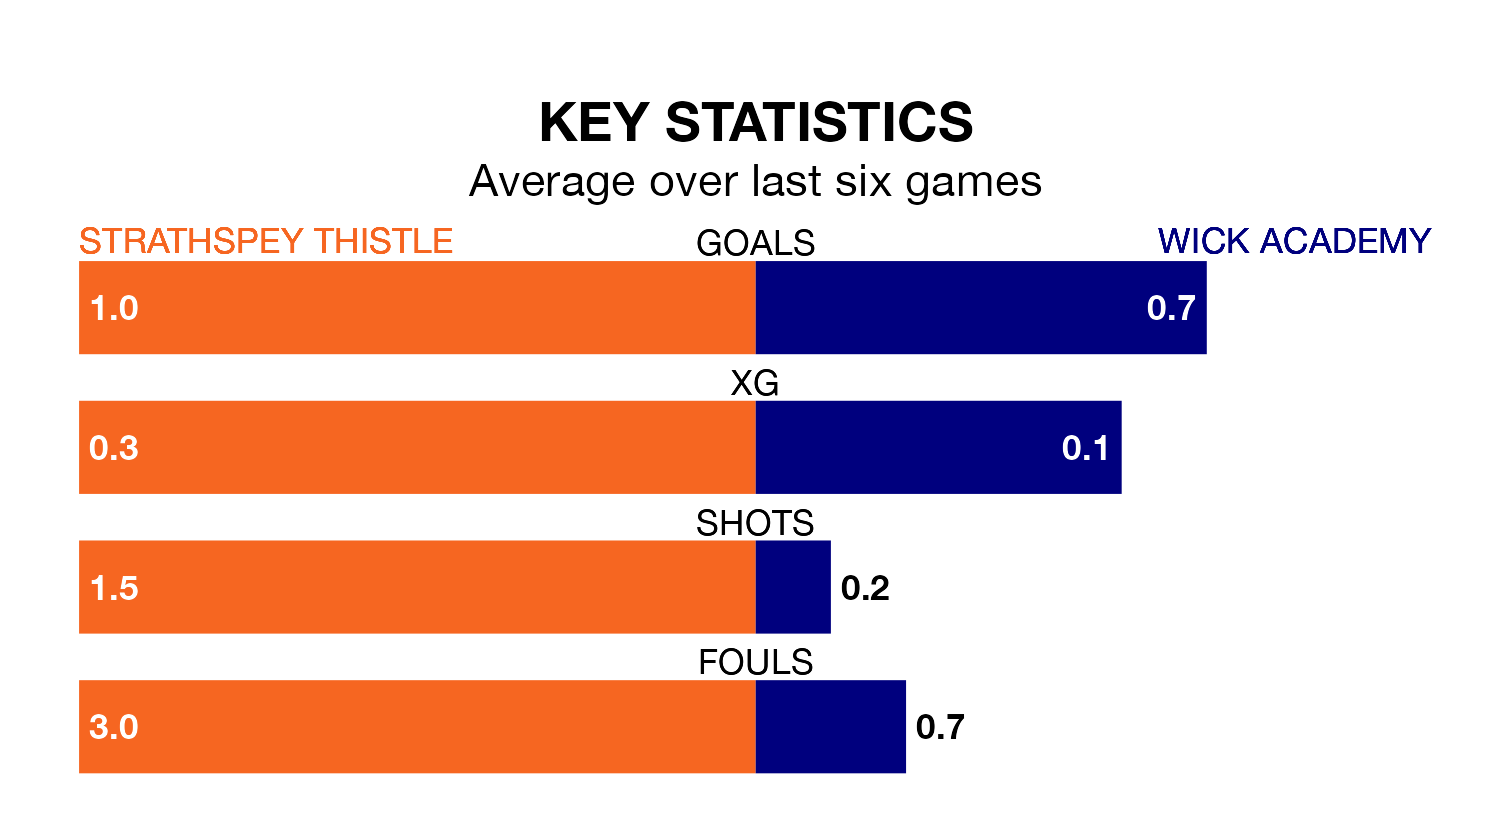 KEY STATISTICS
Average over last six games
STRATHSPEY THISTLE GOALS WICK ACADEMY
1.0 0.7
XG
0.3 0.1
SHOTS
1.5 0.2
FOULS
3.0 0.7